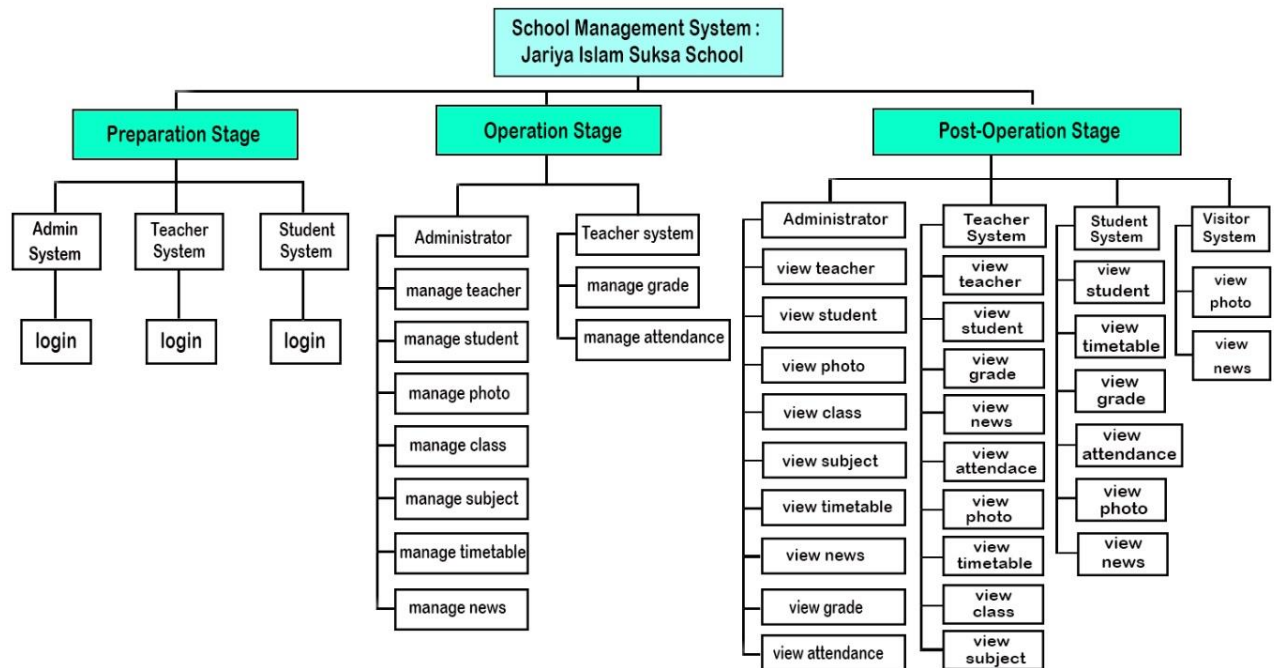 School Management System :
Jariya Islam Suksa School
Preparation Stage
Operation Stage
Post-Operation Stage
Admin
System
Teacher
System
Student
System
login
login
login
Administrator
manage teacher
manage student
manage photo
manage class
manage subject
manage timetable
manage news
Teacher system
manage grade
manage attendance
Administrator
view teacher
view student
view photo
view class
view subject
view timetable
view news
view grade
view attendance
Teacher
System
view
teacher
view
student
view
grade
view
news
view
attendace
view
photo
view
timetable
view
class
view
subject
Student
System
view
student
view
timetable
view
grade
view
attendance
view
photo
view
news
Visitor
System
view
photo
view
news